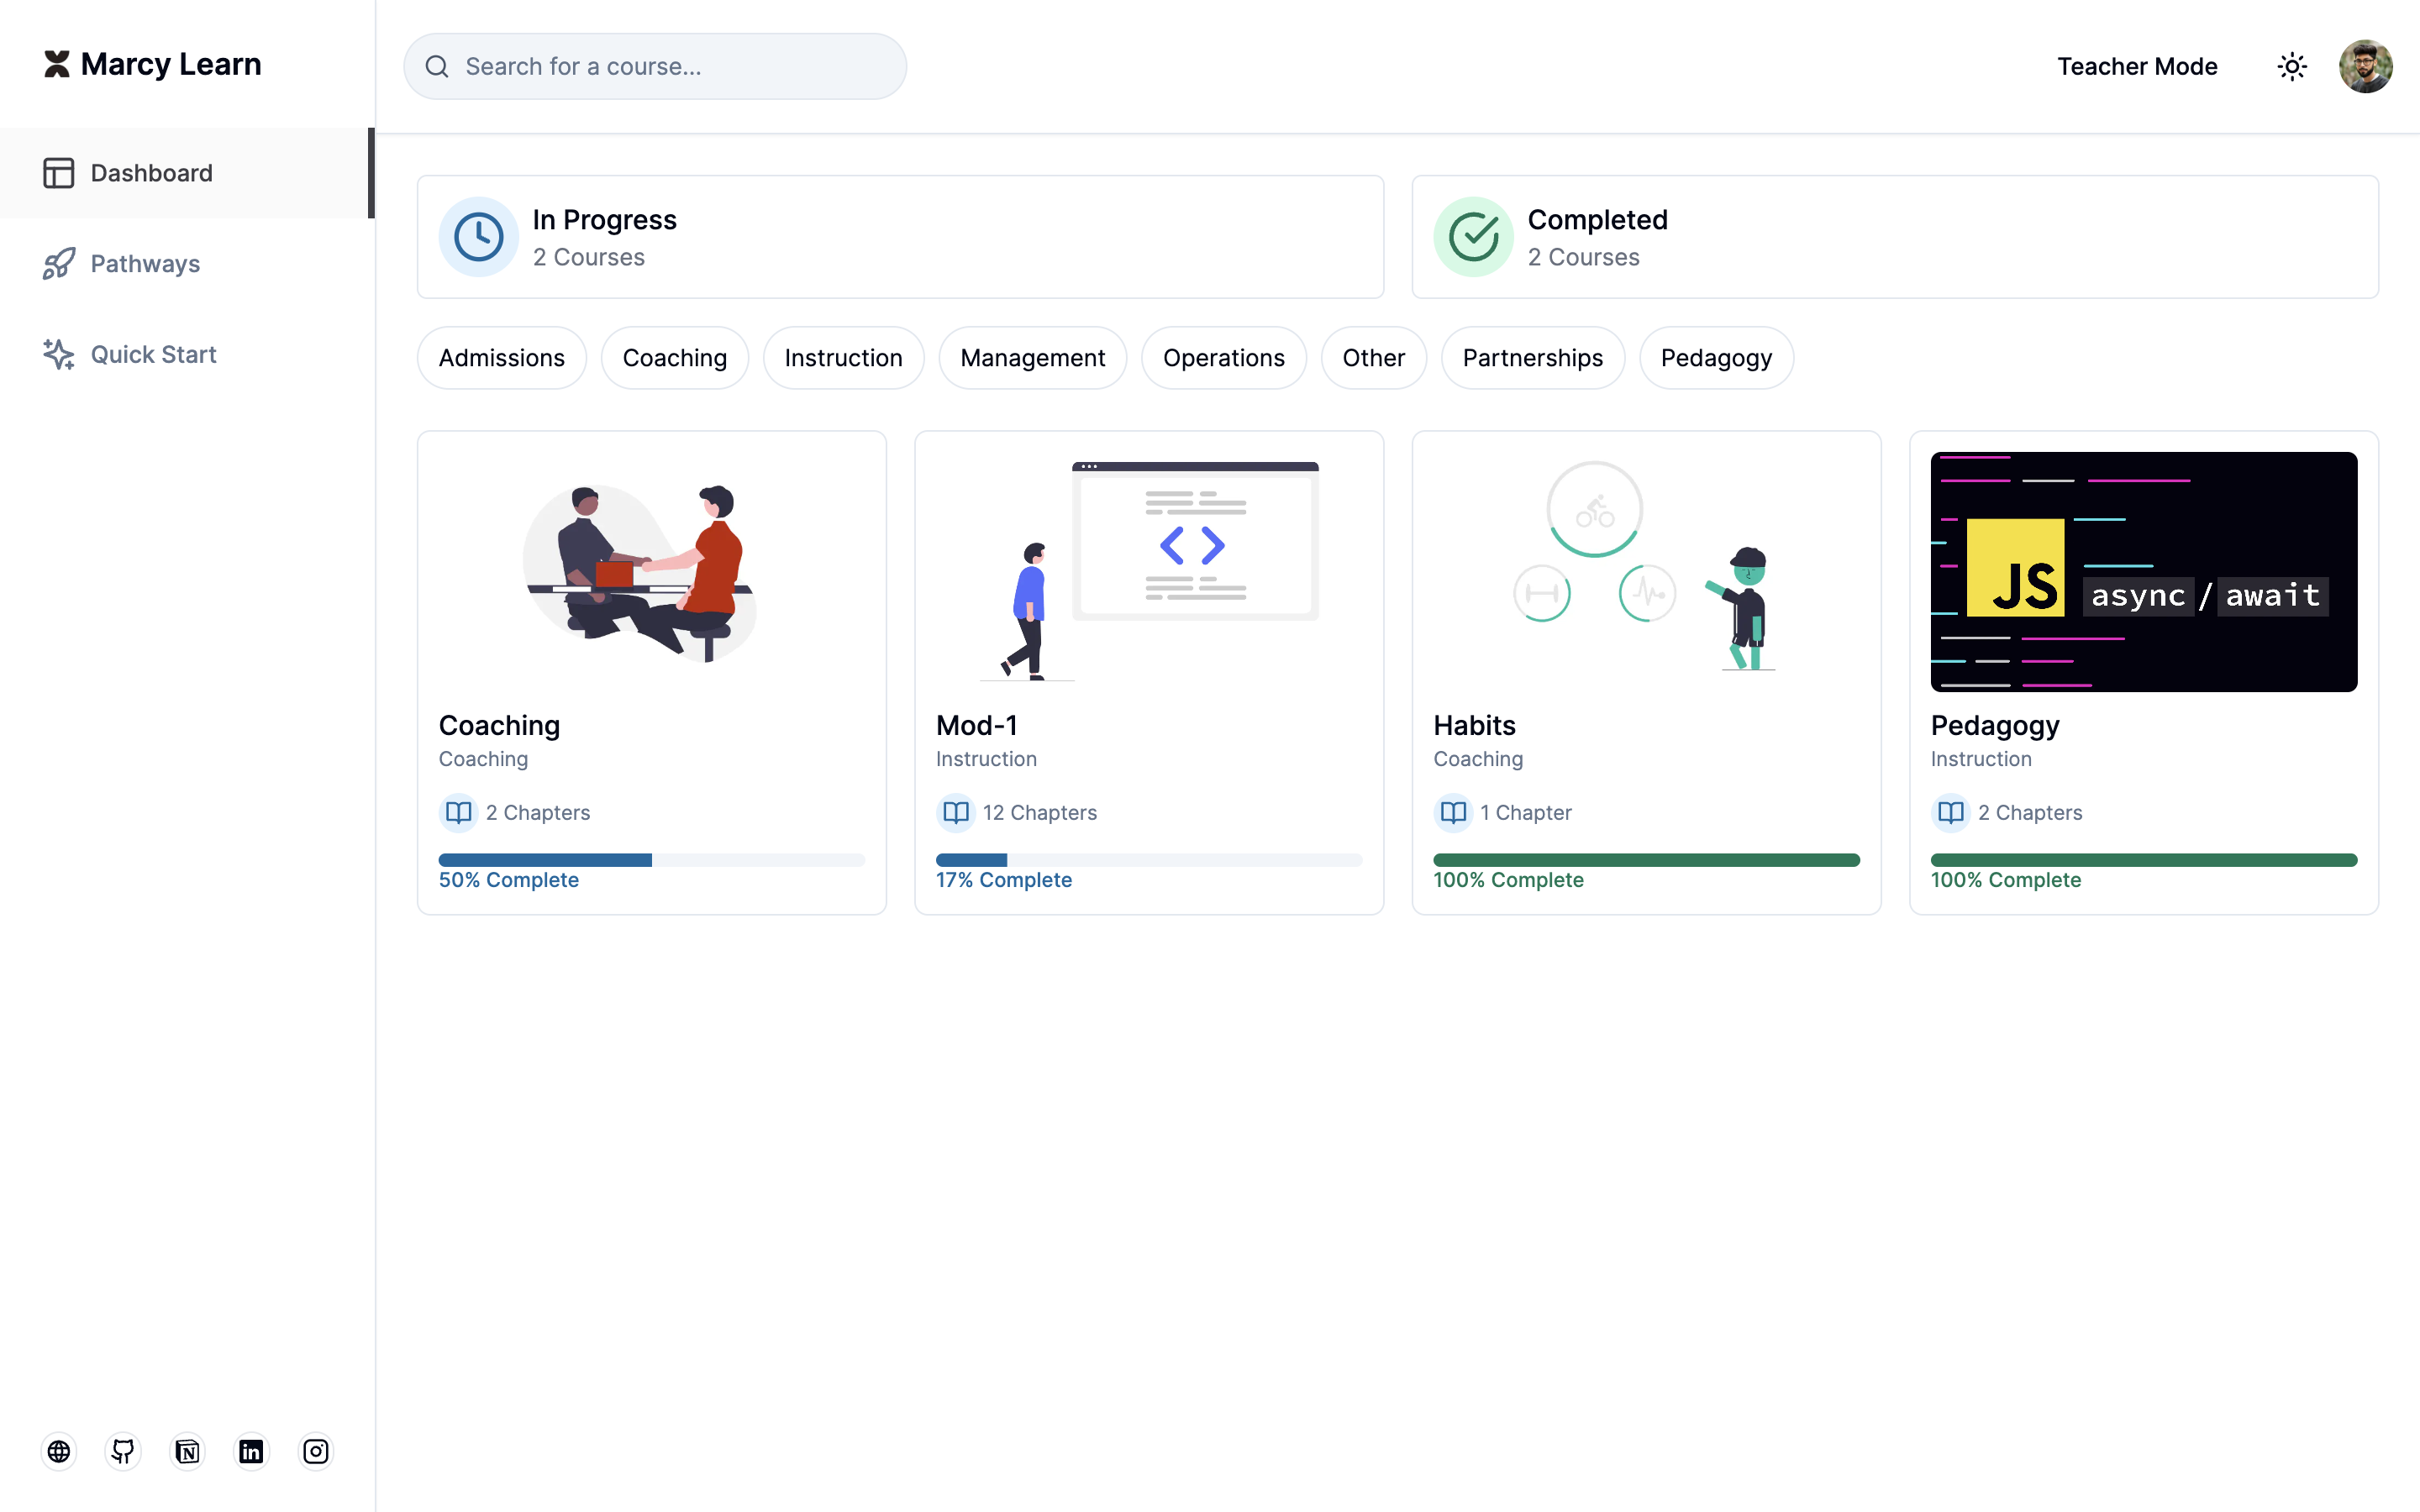 Marcy Learn
Search for a course...
Teacher Mode
Dashboard
Pathways
Quick Start
In Progress
2 Courses
Completed
2 Courses
Admissions
Coaching
Instruction
Management
Operations
Other
Partnerships
Pedagogy
JS async / await
Coaching
Coaching
2 Chapters
50% Complete
Mod-1
Instruction
12 Chapters
17% Complete
Habits
Coaching
1 Chapter
100% Complete
Pedagogy
Instruction
2 Chapters
100% Complete
N
in